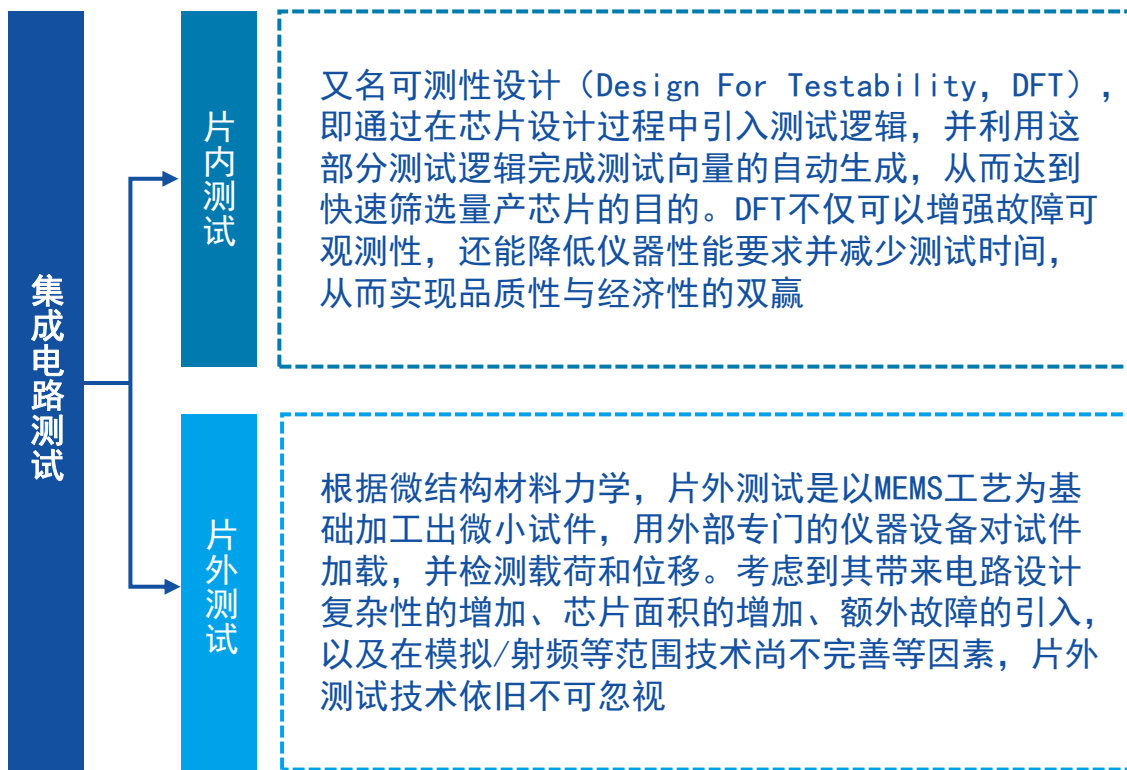 集成电路测试
片内测试
又名可测性设计（Design For Testability, DFT），
即通过在芯片设计过程中引入测试逻辑，并利用这
部分测试逻辑完成测试向量的自动生成，从而达到
快速筛选量产芯片的目的。DFT不仅可以增强故障可
观测性，还能降低仪器性能要求并减少测试时间，
从而实现品质性与经济性的双赢
片外测试
根据微结构材料力学，片外测试是以MEMS工艺为基
础加工出微小试件，用外部专门的仪器设备对试件
加载，并检测载荷和位移。考虑到其带来电路设计
复杂性的增加、芯片面积的增加、额外故障的引入，
以及在模拟/射频等范围技术尚不完善等因素，片外
测试技术依旧不可忽视